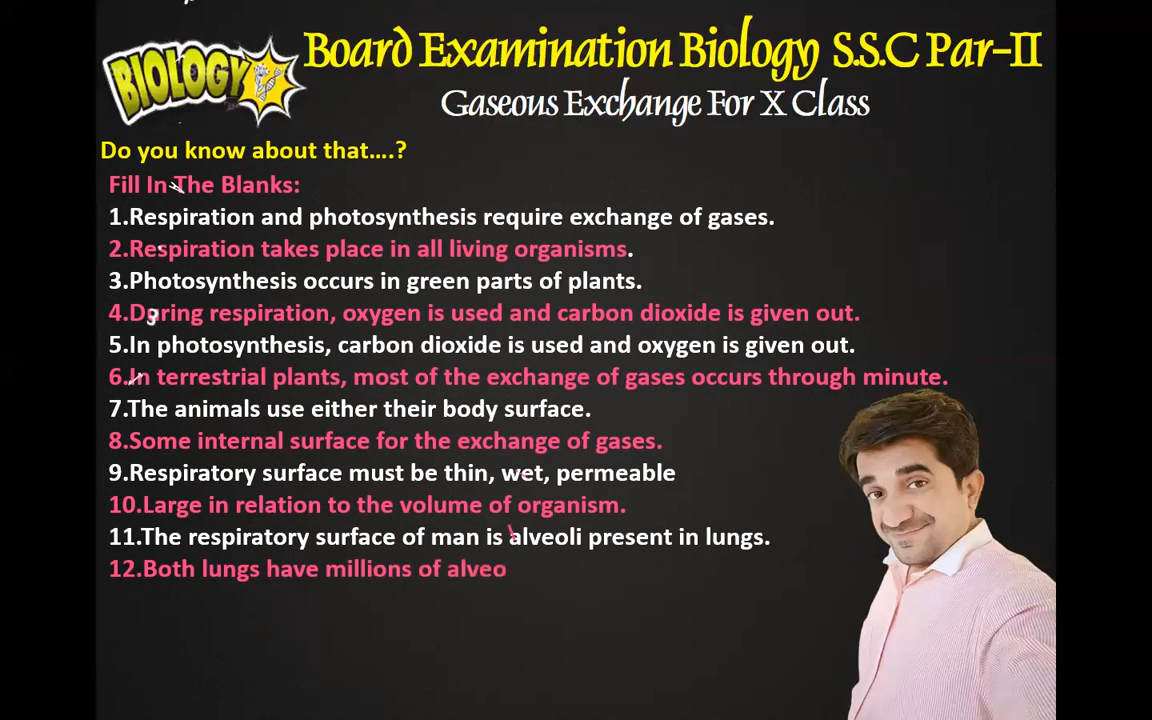 BIOLOGY
Board Examination Biology S.S.C Par-II
Gaseous Exchange For X Class
Do you know about that....?
Fill In The Blanks:
1.Respiration and photosynthesis require exchange of gases.
2.Respiration takes place in all living organisms.
3.Photosynthesis occurs in green parts of plants.
4.During respiration, oxygen is used and carbon dioxide is given out.
5.In photosynthesis, carbon dioxide is used and oxygen is given out.
6.In terrestrial plants, most of the exchange of gases occurs through minute.
7.The animals use either their body surface.
8.Some internal surface for the exchange of gases.
9.Respiratory surface must be thin, wet, permeable
10.Large in relation to the volume of organism.
11.The respiratory surface of man is alveoli present in lungs.
12.Both lungs have millions of alveo